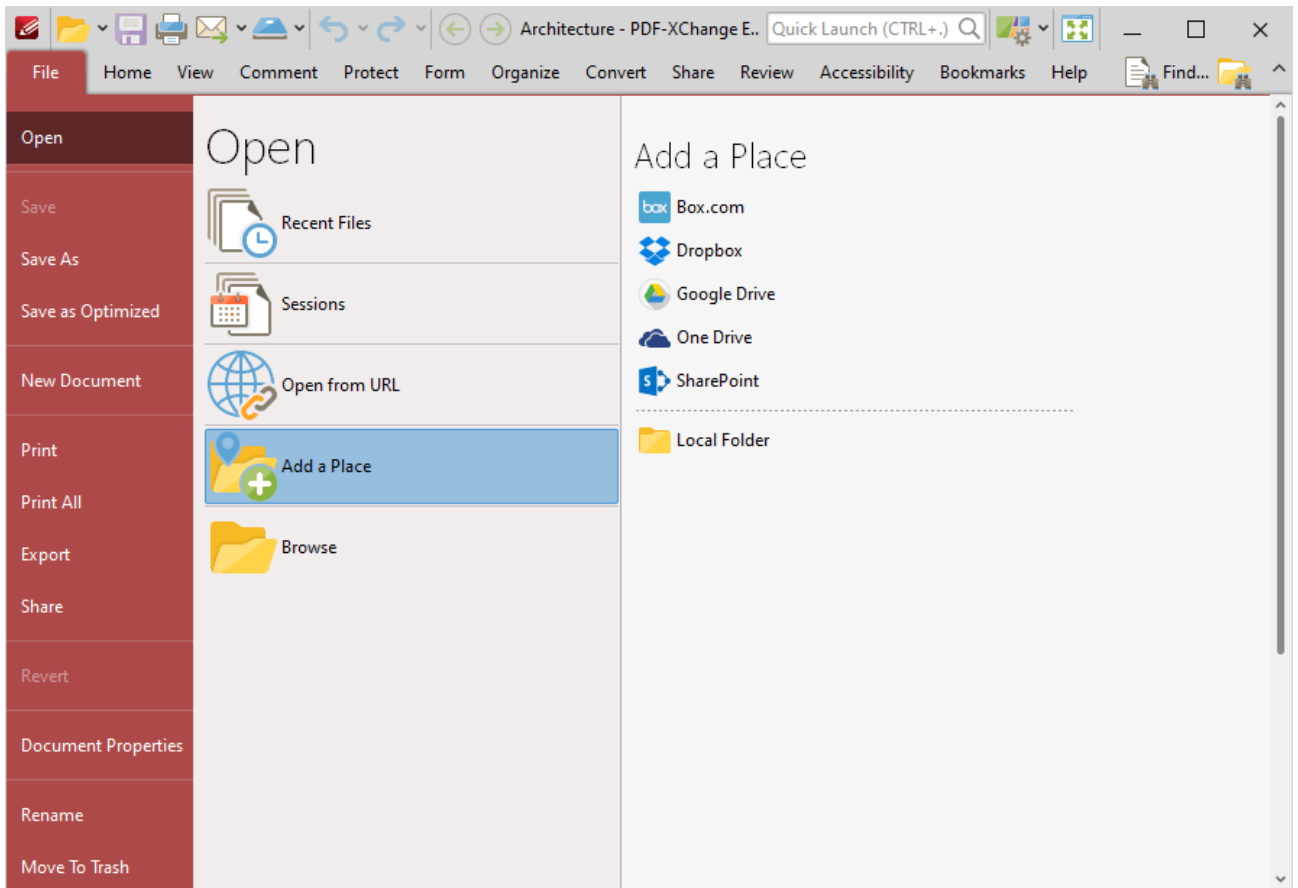 Architecture - PDF-XChange E..
Quick Launch (CTRL+.)
File Home View Comment Protect Form Organize Convert Share Review Accessibility Bookmarks Help Find...
Open
Save
Save As
Save as Optimized
New Document
Print
Print All
Export
Share
Revert
Document Properties
Rename
Move To Trash
Open
Recent Files
Sessions
Open from URL
Add a Place
Browse
Add a Place
box Box.com
Dropbox
Google Drive
One Drive
S SharePoint
Local Folder